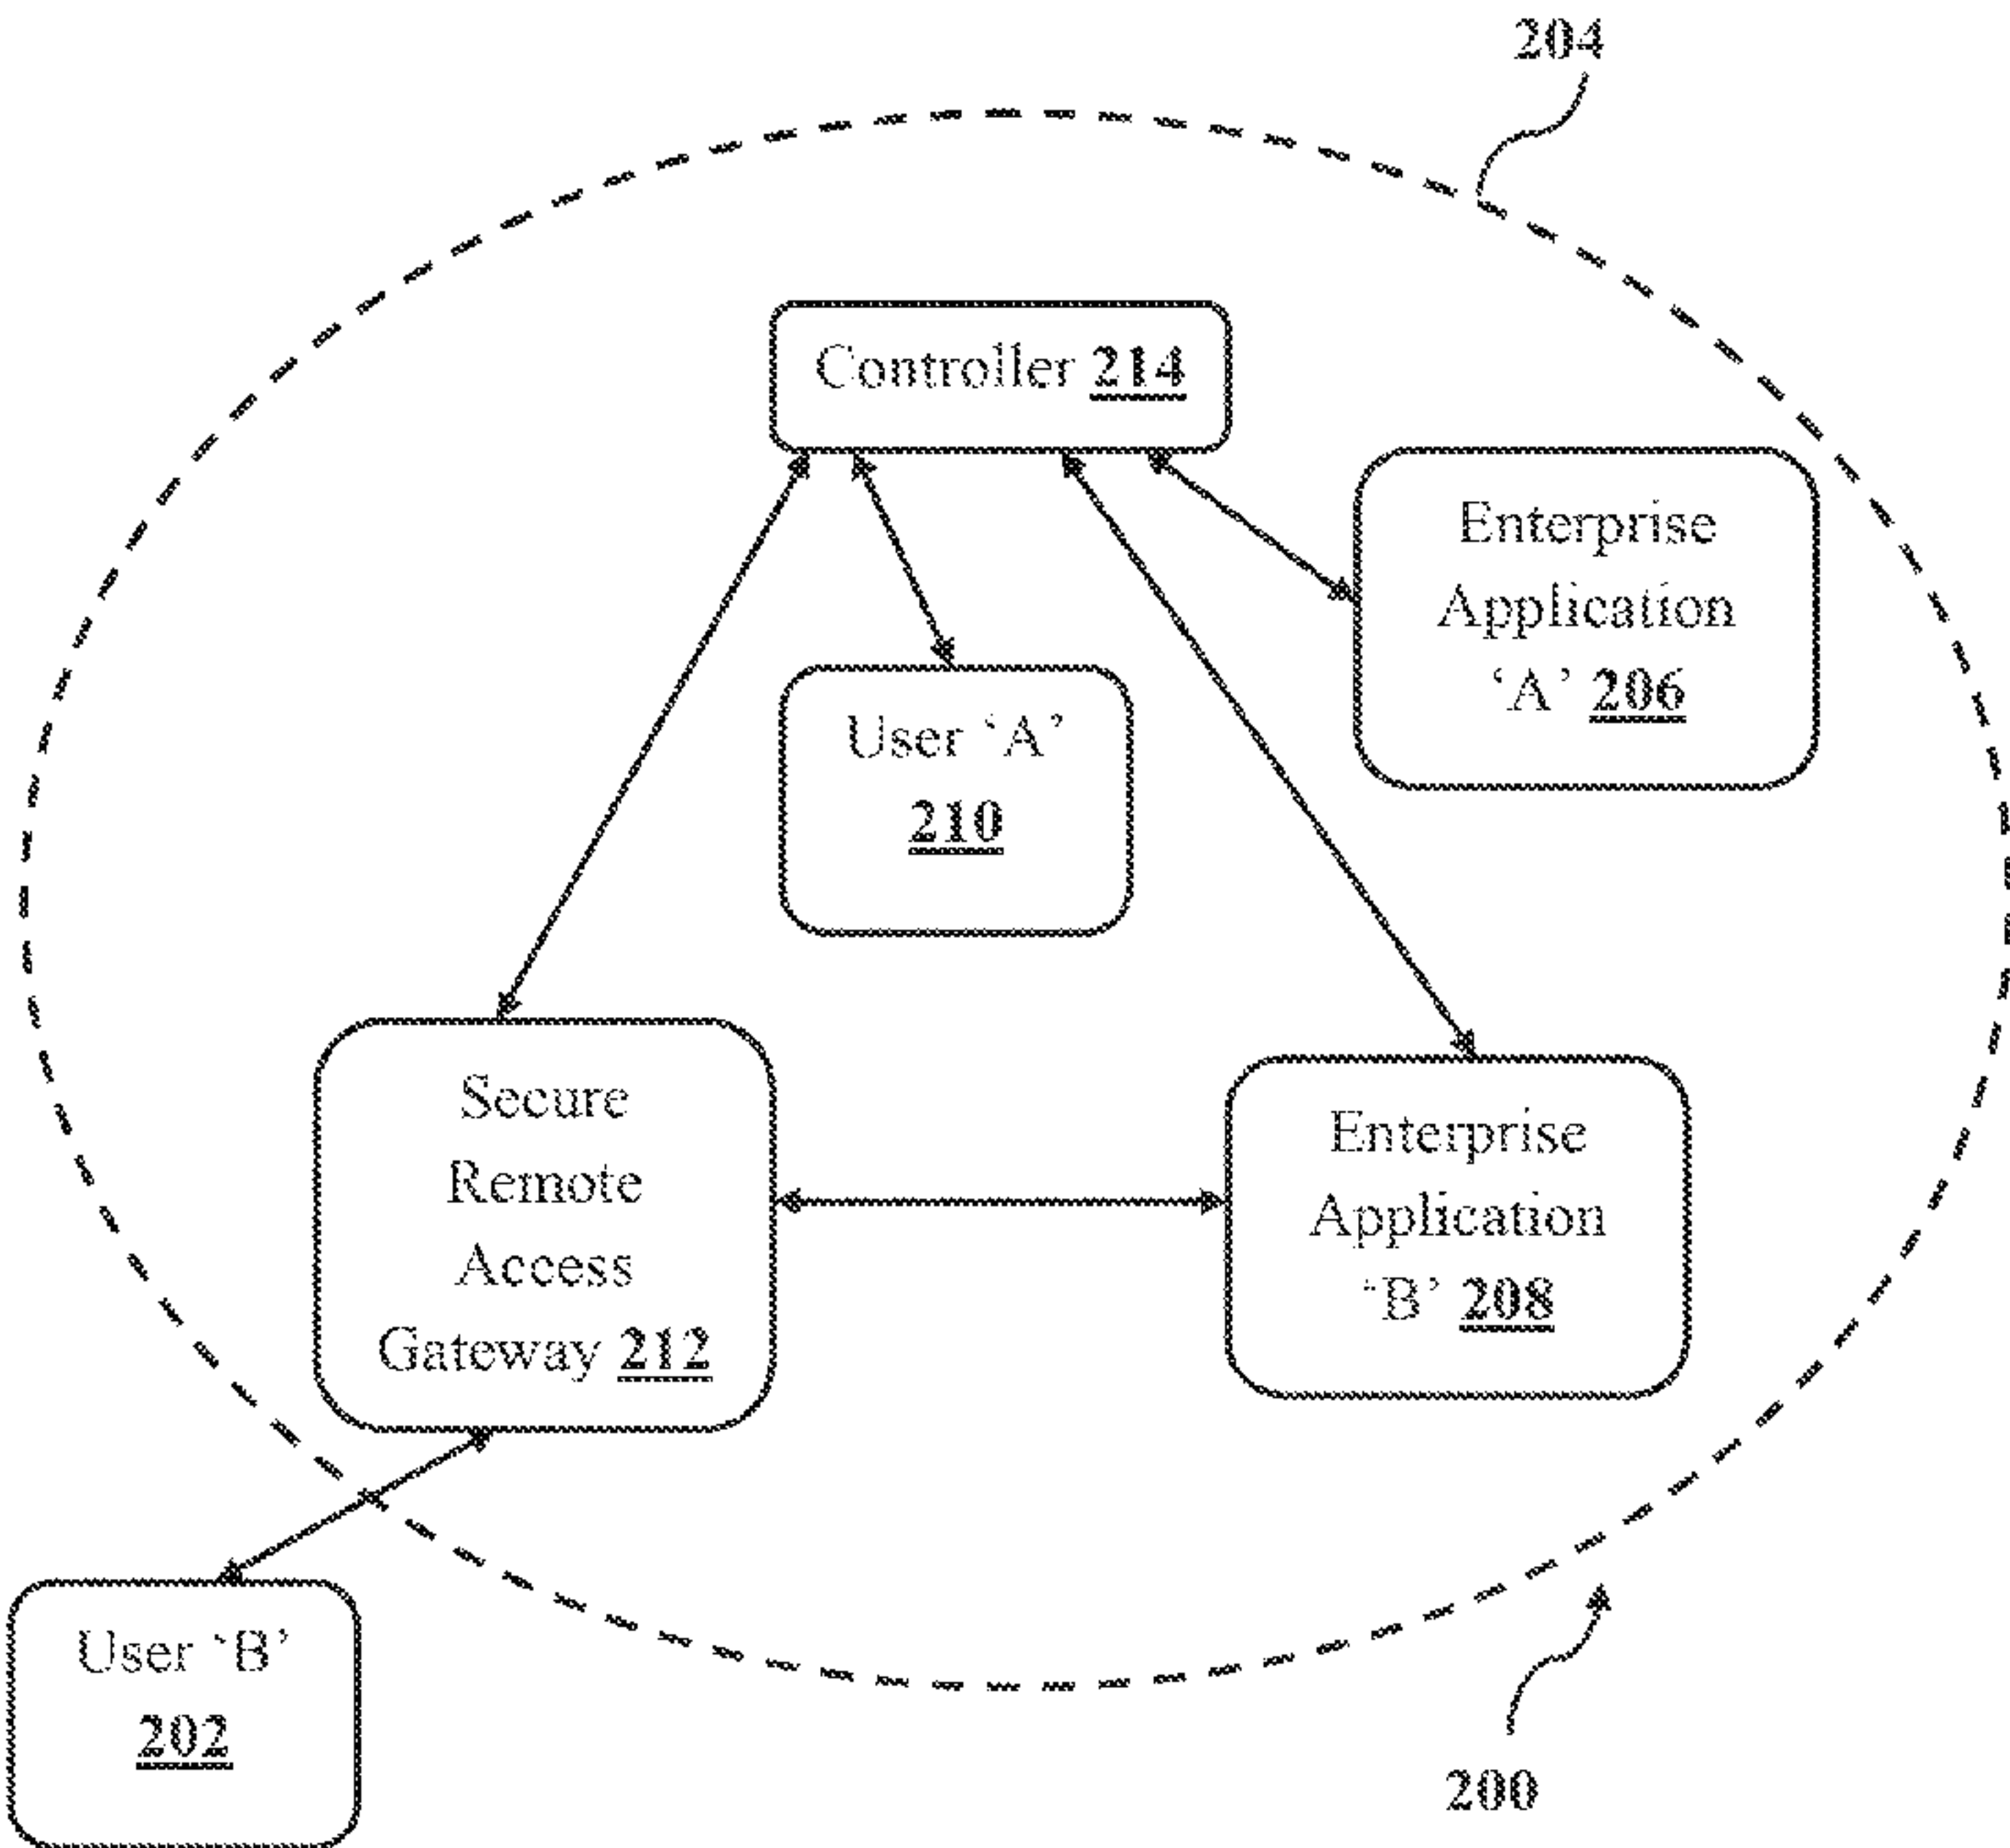 204
Controller 214
Enterprise
Application
‘A’ 206
User ‘A’
210
Secure
Remote
Access
Gateway 212
Enterprise
Application
‘B’ 208
User ‘B’
202
200